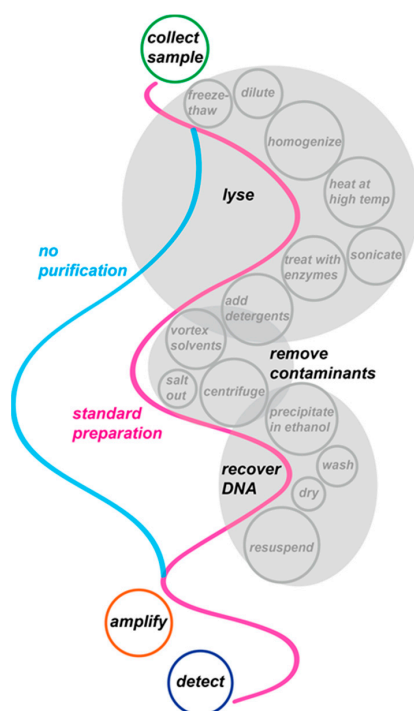 collect
sample
freeze-
thaw
dilute
homogenize
heat at
high temp
lyse
sonicate
no
purification
treat with
enzymes
add
detergents
vortex
solvents
remove
contaminants
salt
out
centrifuge
standard
preparation
precipitate
in ethanol
recover
DNA
wash
dry
resuspend
amplify
detect